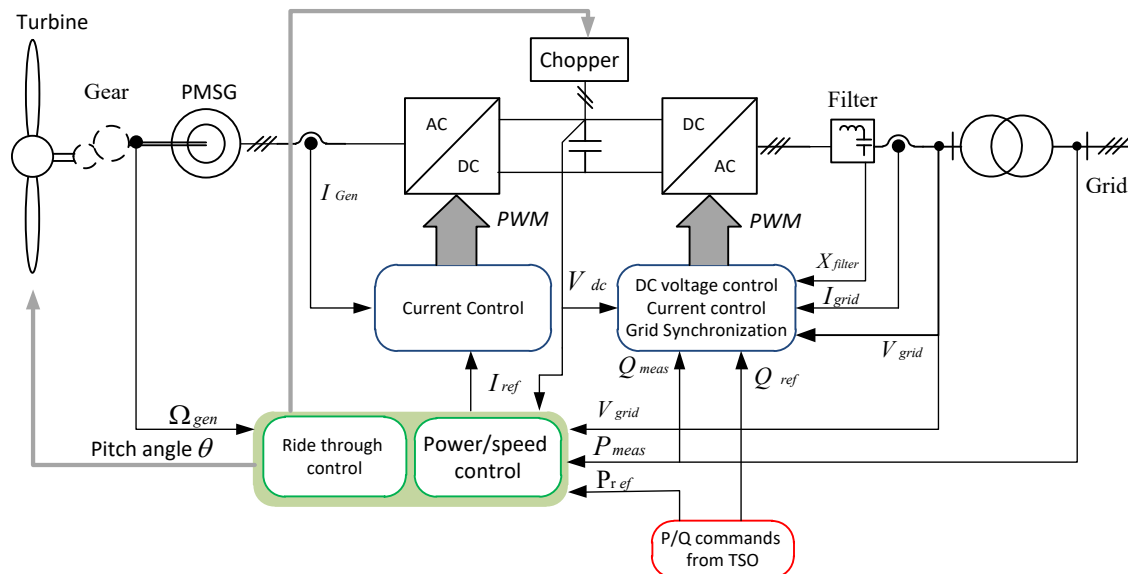 Turbine
Gear
PMSG
Chopper
Filter
AC
DC
DC
AC
Grid
I Gen
PWM
PWM
X filter
V dc
I grid
Current Control
DC voltage control
Current control
Grid Synchronization
V grid
Q meas
Q ref
I ref
Ω gen
V grid
Pitch angle θ
Ride through
control
Power/speed
control
P meas
Pr ef
P/Q commands
from TSO